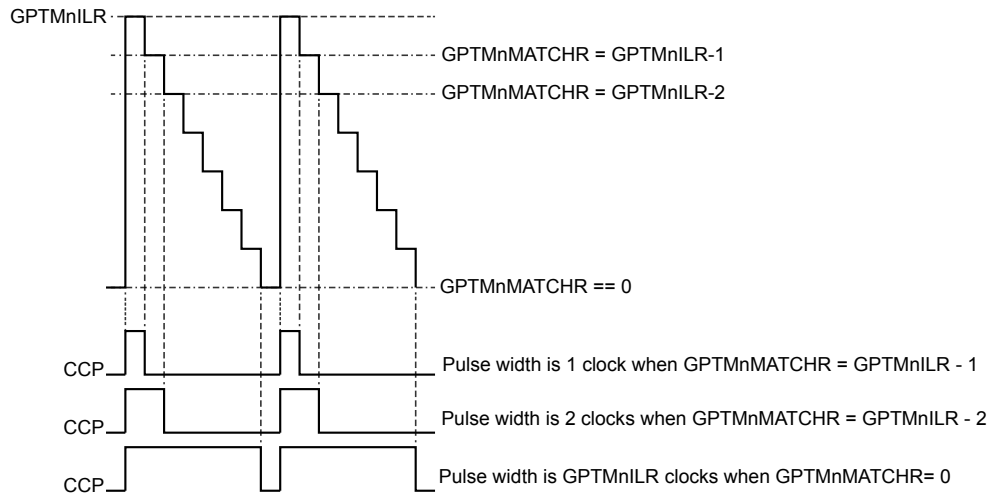 GPTMnILR
GPTMnMATCHR = GPTMnILR-1
GPTMnMATCHR = GPTMnILR-2
GPTMnMATCHR == 0
CCP
Pulse width is 1 clock when GPTMnMATCHR = GPTMnILR - 1
CCP
Pulse width is 2 clocks when GPTMnMATCHR = GPTMnILR - 2
CCP
Pulse width is GPTMnILR clocks when GPTMnMATCHR= 0